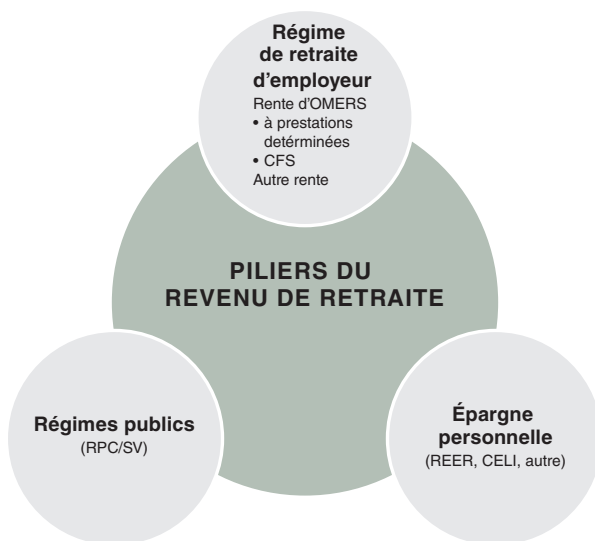 Régime
de retraite
d'employeur
Rente d'OMERS
• à prestations
detérminées
• CFS
Autre rente
PILIERS DU
REVENU DE RETRAITE
Régimes publics
(RPC/SV)
Épargne
personnelle
(REER, CELI, autre)